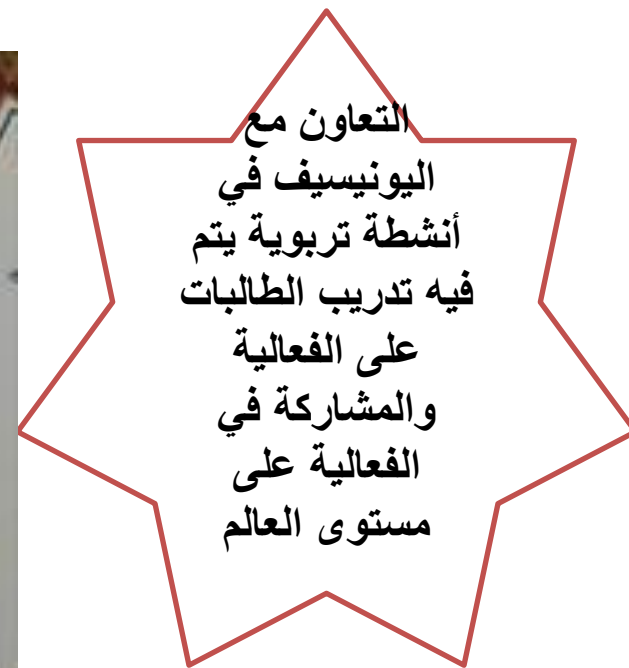 التعاون مع
اليونيسيف في
أنشطة تربوية يتم
فيه تدريب الطالبات
على الفعالية
والمشاركة في
الفعالية على
مستوى العالم